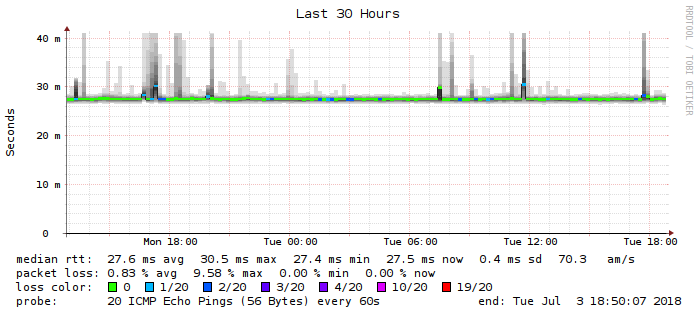 Last 30 Hours
RRDTOOL / TOBI OETIKER
Seconds
40 m
30 m
20 m
10 m
0
Mon 18:00 Tue 00:00 Tue 06:00 Tue 12:00 Tue 18:00
median rtt: 27.6 ms avg 30.5 ms max 27.4 ms min 27.5 ms now 0.4 ms sd 70.3 am/s
packet loss: 0.83 % avg 9.58 % max 0.00 % min 0.00 % now
loss color: 0 1/20 2/20 3/20 4/20 10/20 19/20
probe: 20 ICMP Echo Pings (56 Bytes) every 60s end: Tue Jul 3 18:50:07 2018